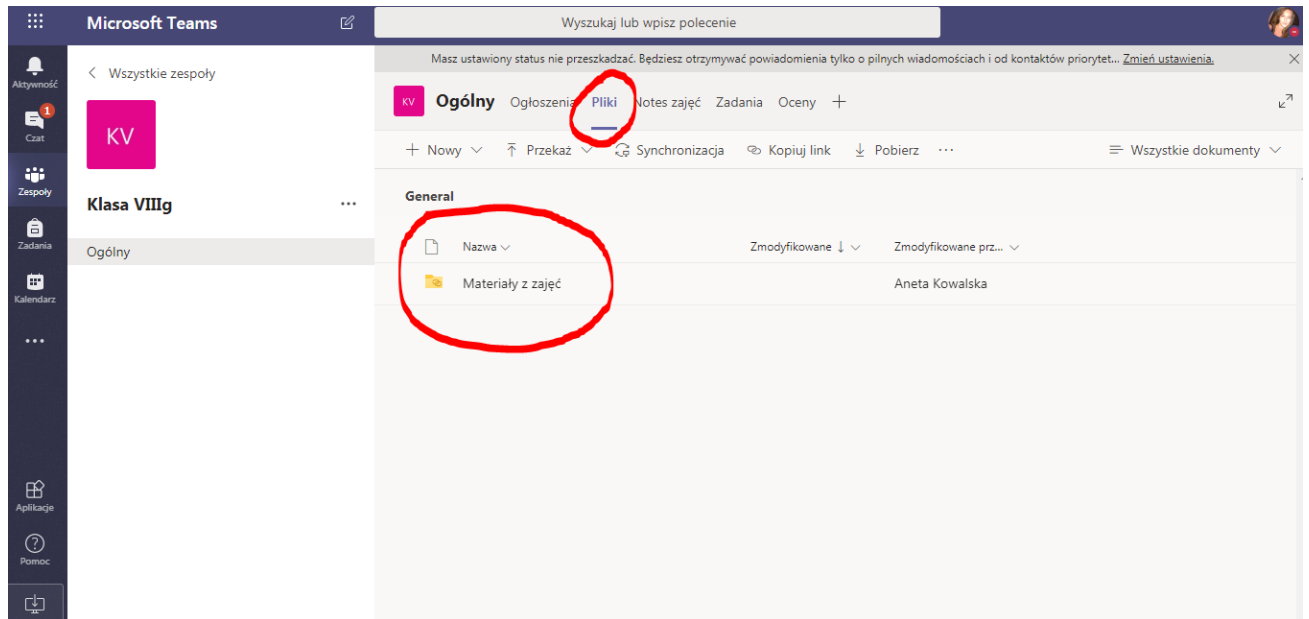 Microsoft Teams
Wyszukaj lub wpisz polecenie
Aktywność
1
Czat
Zespoły
Zadania
Kalendarz
Aplikacje
Pomoc
Wszystkie zespoły
KV
Klasa VIIIg
Ogólny
Masz ustawiony status nie przeszkadzać. Będziesz otrzymywać powiadomienia tylko o pilnych wiadomościach i od kontaktów priorytet... Zmień ustawienia.
KV Ogólny Ogłoszenia Pliki Notes zajęć Zadania Oceny
Nowy Przekaż Synchronizacja Kopiuj link Pobierz ... Wszystkie dokumenty
General
Nazwa Zmodyfikowane Zmodyfikowane prz...
Materiały z zajęć Aneta Kowalska